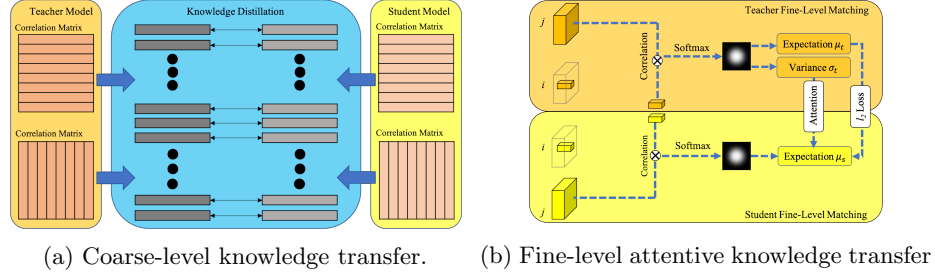 Teacher Model
Knowledge Distillation
Student Model
Correlation Matrix
Correlation Matrix
Correlation Matrix
Correlation Matrix
(a) Coarse-level knowledge transfer.
Teacher Fine-Level Matching
j
i
Correlation
Softmax
Expectation μt
Variance σt
Attention
l2 Loss
i
j
Correlation
Softmax
Expectation μs
Student Fine-Level Matching
(b) Fine-level attentive knowledge transfer